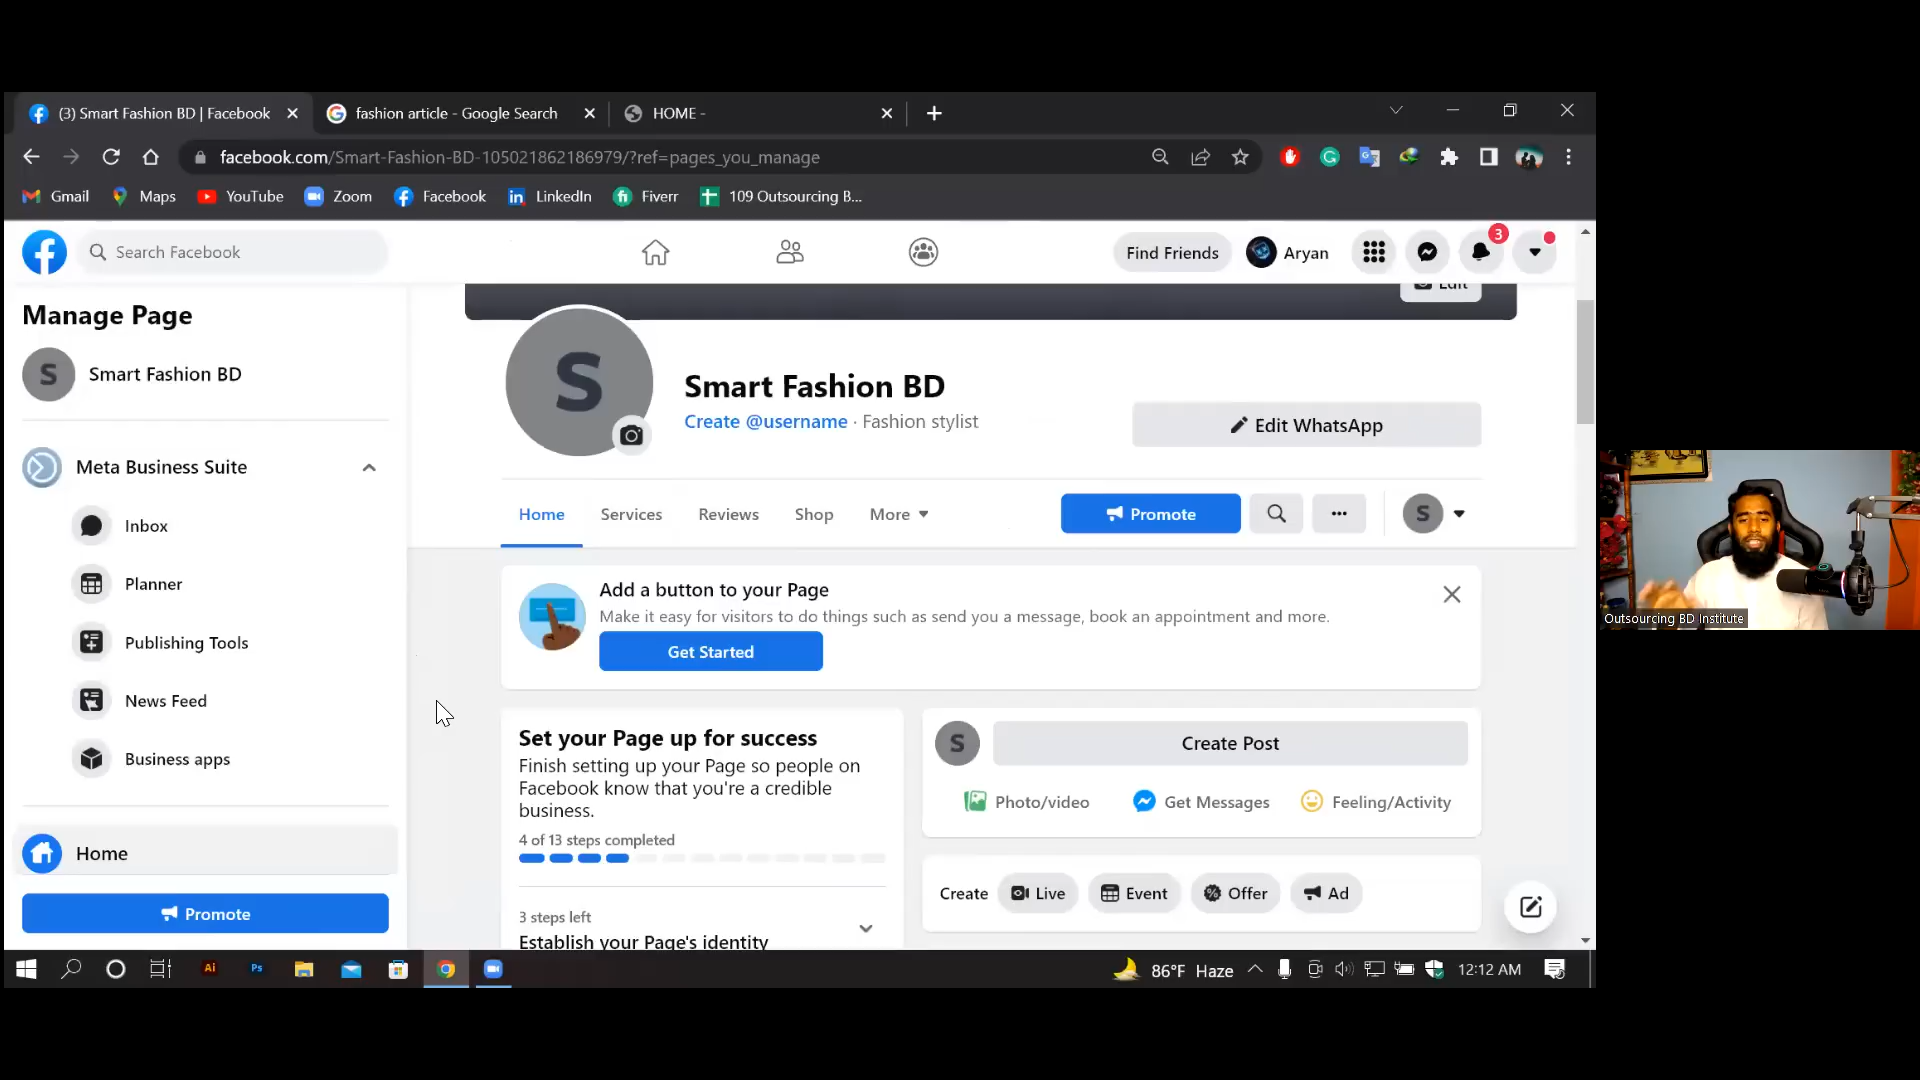 (3) Smart Fashion BD | Facebook
fashion article - Google Search
HOME -
facebook.com/Smart-Fashion-BD-105021862186979/?ref=pages_you_manage
Gmail
Maps
YouTube
Zoom
Facebook
LinkedIn
Fiverr
109 Outsourcing B...
Search Facebook
Find Friends
Aryan
3
Manage Page
Edit
S
Smart Fashion BD
S
Smart Fashion BD
Create @username · Fashion stylist
Edit WhatsApp
Meta Business Suite
Inbox
Planner
Publishing Tools
News Feed
Business apps
Home
Promote
Home
Services
Reviews
Shop
More
Promote
S
Add a button to your Page
Make it easy for visitors to do things such as send you a message, book an appointment and more.
Get Started
Set your Page up for success
Finish setting up your Page so people on
Facebook know that you're a credible
business.
4 of 13 steps completed
3 steps left
Establish your Page's identity
S
Create Post
Photo/video
Get Messages
Feeling/Activity
Create
Live
Event
Offer
Ad
Outsourcing BD Institute
Ai
Ps
86°F Haze
12:12 AM